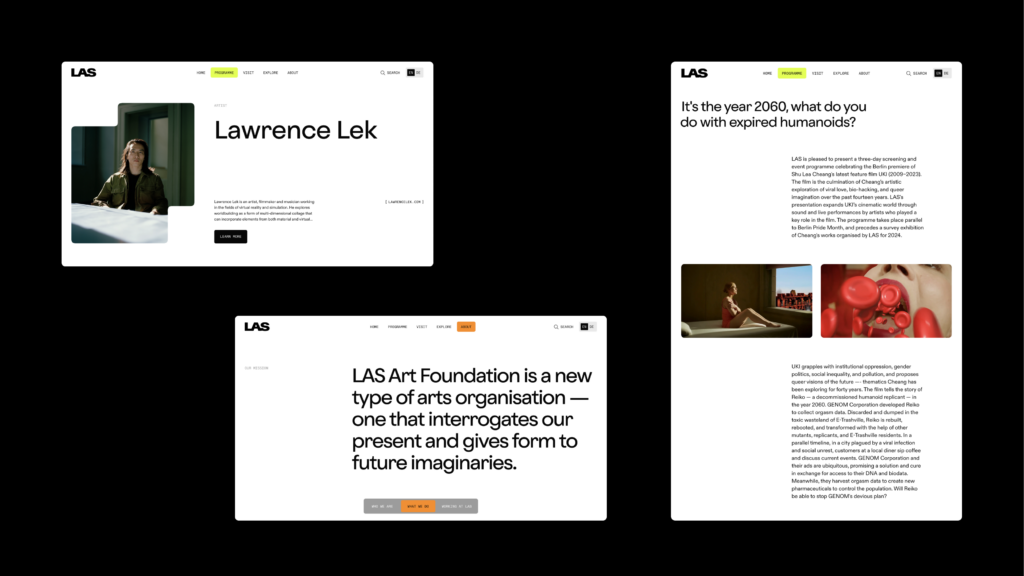 LAS
HOME PROGRAMME VISIT EXPLORE ABOUT
SEARCH
EN DE
ARTIST
Lawrence Lek
Lawrence Lek is an artist, filmmaker and musician working
in the fields of virtual reality and simulation. He explores
worldbuilding as a form of multi-dimensional collage that
can incorporate elements from both material and virtual...
[ LAWRENCELEK.COM ]
LEARN MORE
LAS
HOME PROGRAMME VISIT EXPLORE ABOUT
SEARCH
EN DE
OUR MISSION
LAS Art Foundation is a new
type of arts organisation —
one that interrogates our
present and gives form to
future imaginaries.
WHO WE ARE WHAT WE DO WORKING AT LAS
LAS
HOME PROGRAMME VISIT EXPLORE ABOUT
SEARCH
EN DE
It's the year 2060, what do you
do with expired humanoids?
LAS is pleased to present a three-day screening and
event programme celebrating the Berlin premiere of
Shu Lea Cheang's latest feature film UKI (2009–2023).
The film is the culmination of Cheang's artistic
exploration of viral love, bio-hacking, and queer
imagination over the past fourteen years. LAS's
presentation expands UKI's cinematic world through
sound and live performances by artists who played a
key role in the film. The programme takes place parallel
to Berlin Pride Month, and precedes a survey exhibition
of Cheang's works organised by LAS for 2024.
UKI grapples with institutional oppression, gender
politics, social inequality, and pollution, and proposes
queer visions of the future — thematics Cheang has
been exploring for forty years. The film tells the story of
Reiko — a decommissioned humanoid replicant — in
the year 2060. GENOM Corporation developed Reiko
to collect orgasm data. Discarded and dumped in the
toxic wasteland of E-Trashville, Reiko is rebuilt,
rebooted, and transformed with the help of other
mutants, replicants, and E-Trashville residents. In a
parallel timeline, in a city plagued by a viral infection
and social unrest, customers at a local diner sip coffee
and discuss current events. GENOM Corporation and
their ads are ubiquitous, promising a solution and cure
in exchange for access to their DNA and biodata.
Meanwhile, they harvest orgasm data to create new
pharmaceuticals to control the population. Will Reiko
be able to stop GENOM's devious plan?